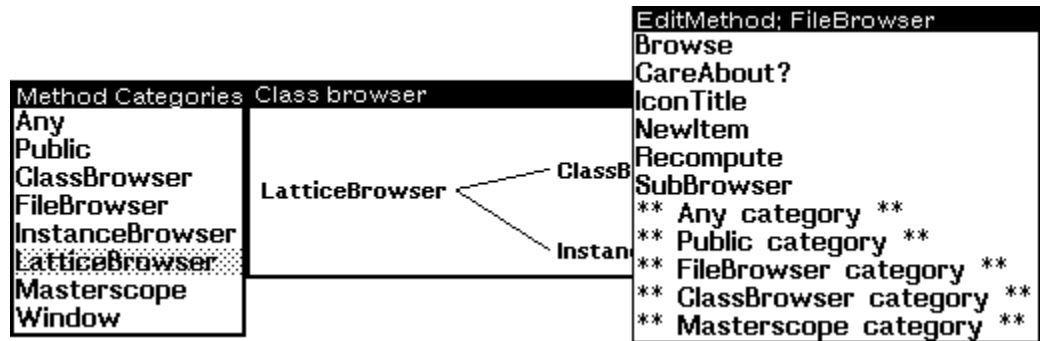 Method Categories
Any
Public
ClassBrowser
FileBrowser
InstanceBrowser
LatticeBrowser
Masterscope
Window
Class browser
LatticeBrowser
ClassB
Instan
EditMethod; FileBrowser
Browse
CareAbout?
IconTitle
NewItem
Recompute
SubBrowser
** Any category **
** Public category **
** FileBrowser category **
** ClassBrowser category **
** Masterscope category **